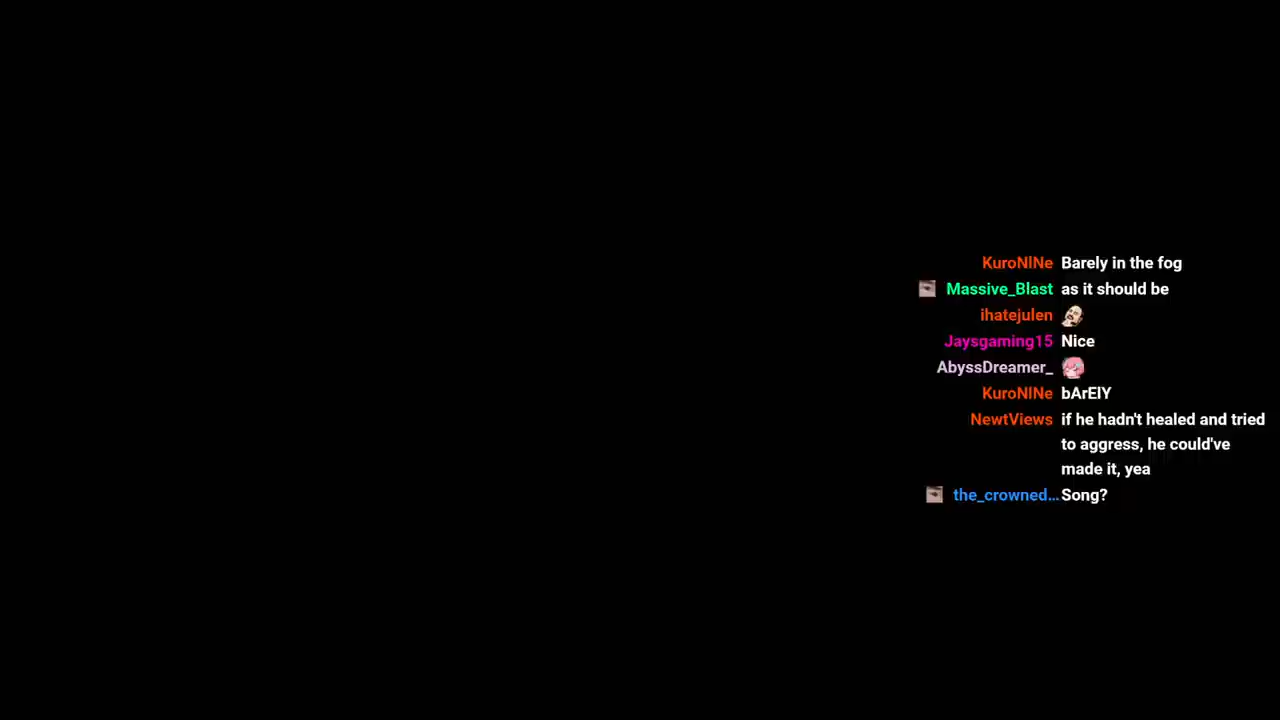 KuroNINe Barely in the fog
Massive_Blast as it should be
ihatejulen
Jaysgaming15 Nice
AbyssDreamer_
KuroNINe bArElY
NewtViews if he hadn't healed and tried
to aggress, he could've
made it, yea
the_crowned… Song?